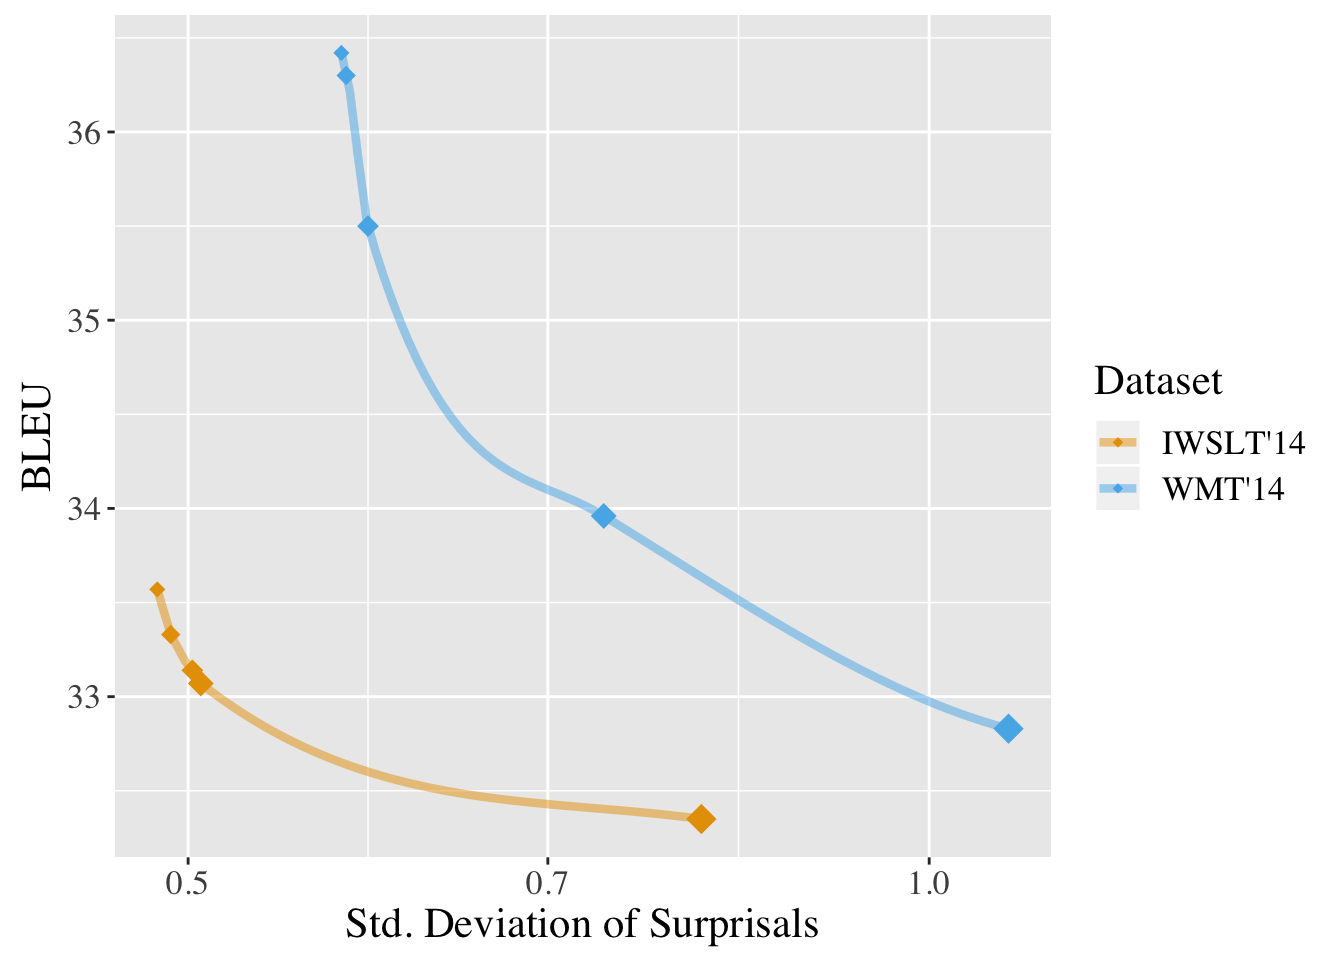 36
35
34
33
BLEU
0.5
0.7
1.0
Std. Deviation of Surprisals
Dataset
IWSLT'14
WMT'14